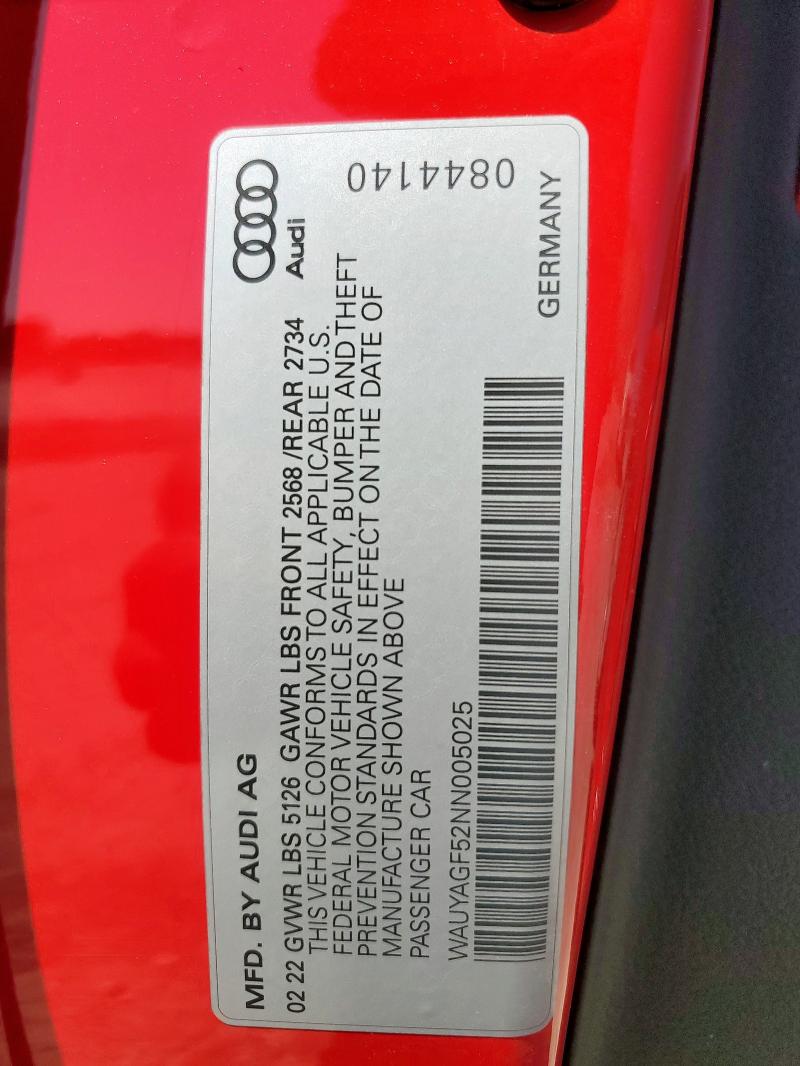 MFD. BY AUDI AG
Audi
02 22 GVWR LBS 5126 GAWR LBS FRONT 2568 /REAR 2734
THIS VEHICLE CONFORMS TO ALL APPLICABLE U.S.
FEDERAL MOTOR VEHICLE SAFETY, BUMPER AND THEFT
PREVENTION STANDARDS IN EFFECT ON THE DATE OF
MANUFACTURE SHOWN ABOVE
PASSENGER CAR
0844140
WAUYAGF52NN005025
GERMANY